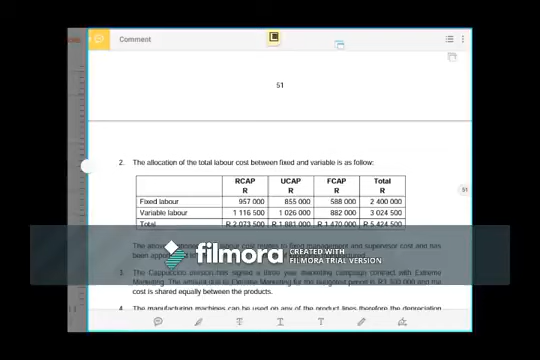 Comment
51
2. The allocation of the total labour cost between fixed and variable is as follow:
RCAP UCAP FCAP Total
R R R R
Fixed labour 957 000 855 000 588 000 2 400 000
Variable labour 1 116 500 1 026 000 882 000 3 024 500
Total R 2 073 500 R 1 881 000 R 1 470 000 R 5 424 500
51
The above labour cost relates to fixed management and supervisor cost and has
been
filmora
CREATED WITH
FILMORA TRIAL VERSION
3. The Cappuccino division has signed a three year marketing campaign contract with Extreme
Marketing. The amount due to Extreme Marketing for the budgeted period is and the
cost is shared equally between the products.
4. The manufacturing machines can be used on any of the product lines therefore the depreciation